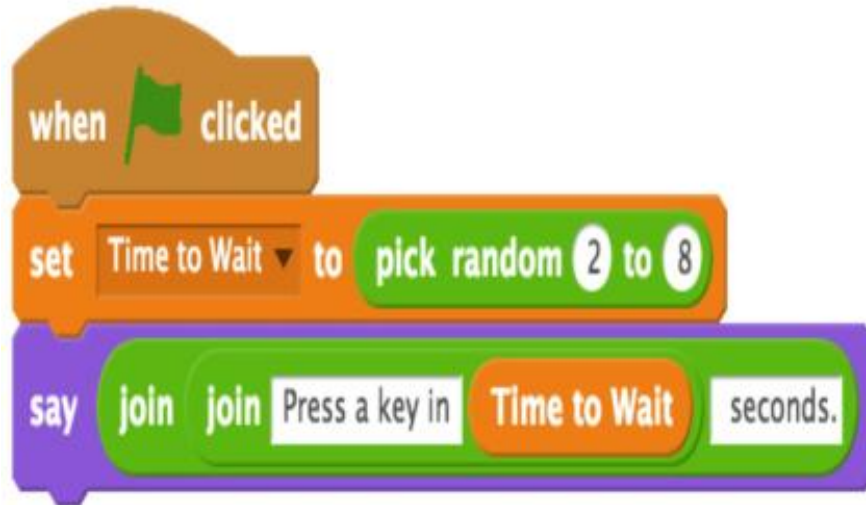 when clicked
set Time to Wait to pick random 2 to 8
say join join Press a key in Time to Wait seconds.